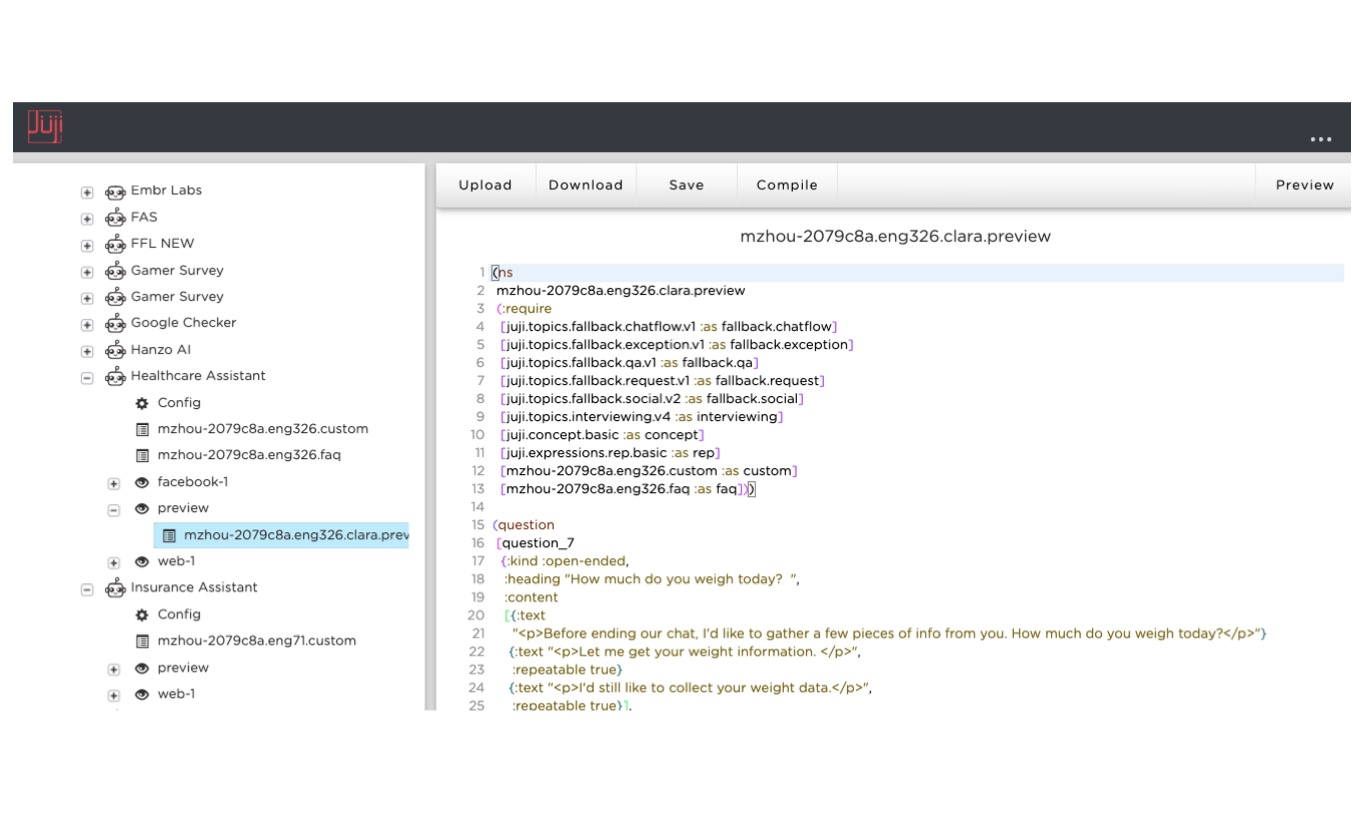 Juji
...
Embr Labs
FAS
FFL NEW
Gamer Survey
Gamer Survey
Google Checker
Hanzo AI
Healthcare Assistant
Config
mzhou-2079c8a.eng326.custom
mzhou-2079c8a.eng326.faq
facebook-1
preview
mzhou-2079c8a.eng326.clara.prev
web-1
Insurance Assistant
Config
mzhou-2079c8a.eng71.custom
preview
web-1
Upload Download Save Compile Preview
mzhou-2079c8a.eng326.clara.preview
1 (ns
2 mzhou-2079c8a.eng326.clara.preview
3 (:require
4 [juji.topics.fallback.chatflow.v1 :as fallback.chatflow]
5 [juji.topics.fallback.exception.v1 :as fallback.exception]
6 [juji.topics.fallback.qa.v1 :as fallback.qa]
7 [juji.topics.fallback.request.v1 :as fallback.request]
8 [juji.topics.fallback.social.v2 :as fallback.social]
9 [juji.topics.interviewing.v4 :as interviewing]
10 [juji.concept.basic :as concept]
11 [juji.expressions.rep.basic :as rep]
12 [mzhou-2079c8a.eng326.custom :as custom]
13 [mzhou-2079c8a.eng326.faq :as faq]))
14
15 (question
16 [question_7
17 {:kind :open-ended,
18 :heading "How much do you weigh today?  ",
19 :content
20 [{:text
21 "<p>Before ending our chat, I'd like to gather a few pieces of info from you. How much do you weigh today?</p>"}
22 {:text "<p>Let me get your weight information. </p>",
23 :repeatable true}
24 {:text "<p>I'd still like to collect your weight data.</p>",
25 :repeatable true}],